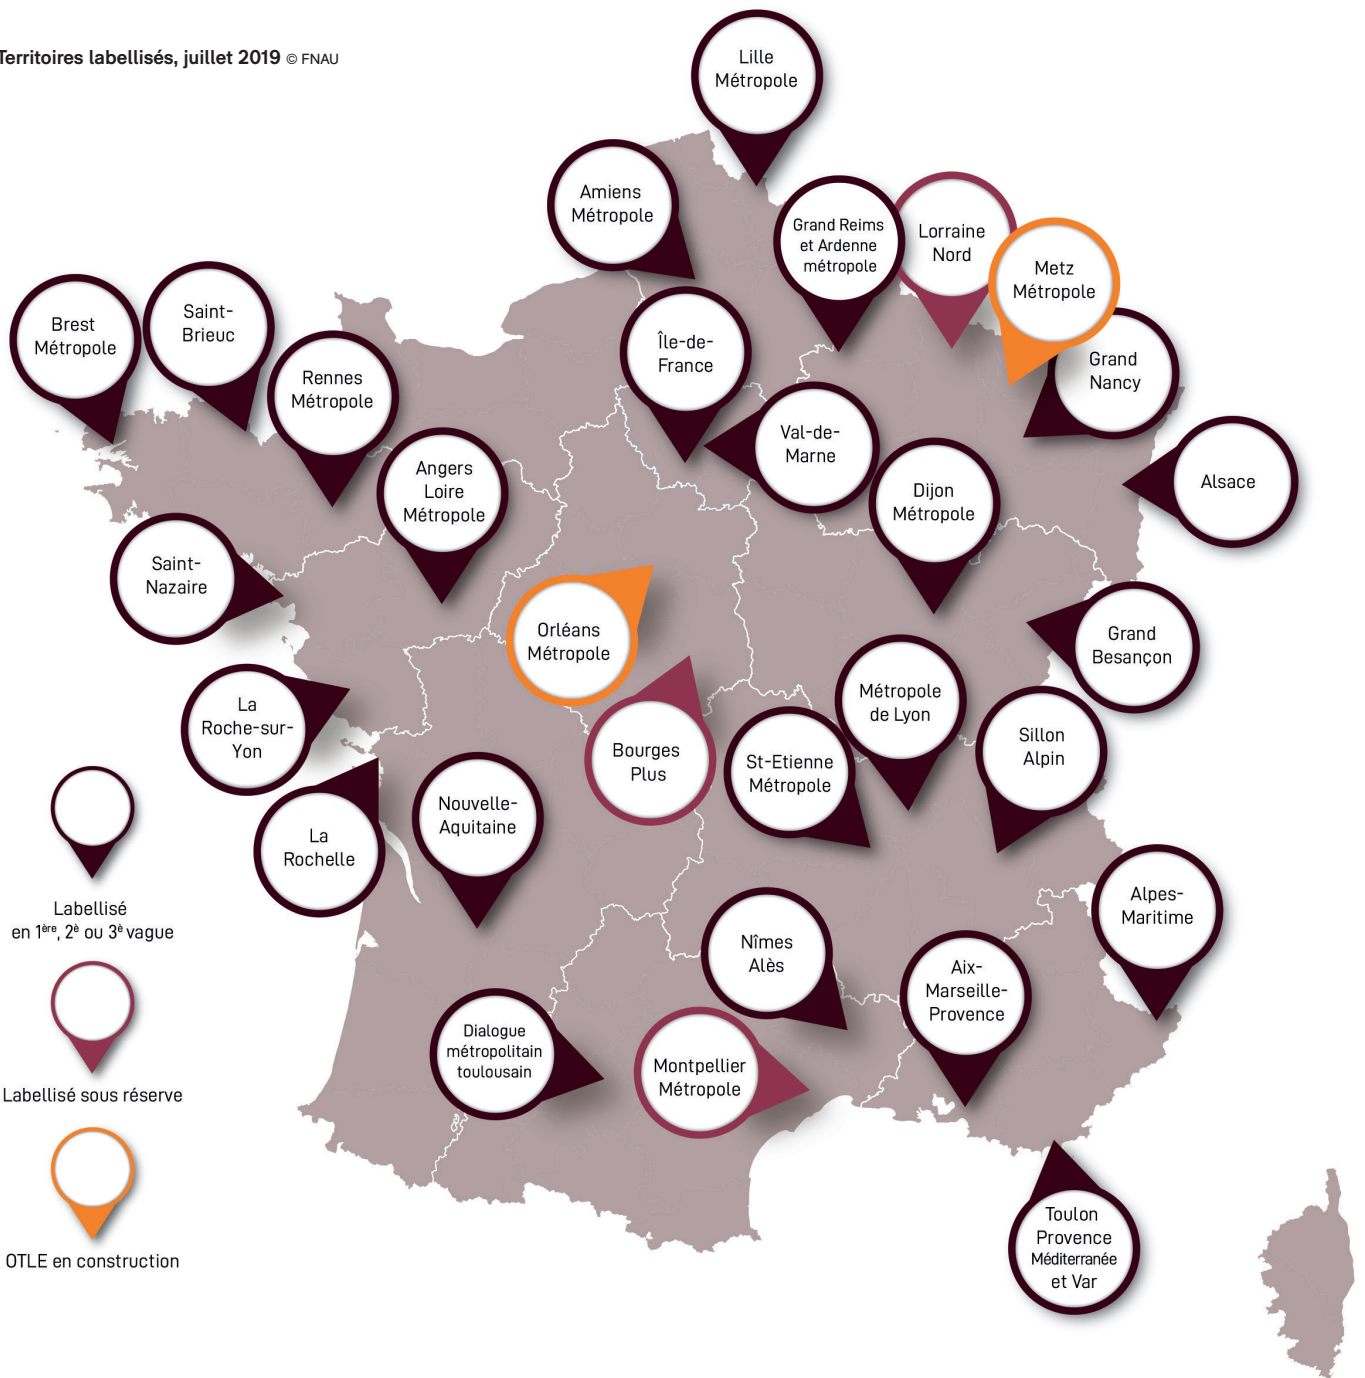 Territoires labellisés, juillet 2019 © FNAU
Lille
Métropole
Amiens
Métropole
Grand Reims
et Ardenne
métropole
Lorraine
Nord
Metz
Métropole
Brest
Métropole
Saint-
Brieuc
Rennes
Métropole
Île-de-
France
Grand
Nancy
Angers
Loire
Métropole
Val-de-
Marne
Dijon
Métropole
Alsace
Saint-
Nazaire
Orléans
Métropole
Grand
Besançon
La
Roche-sur-
Yon
Bourges
Plus
St-Etienne
Métropole
Métropole
de Lyon
Sillon
Alpin
La
Rochelle
Nouvelle-
Aquitaine
Alpes-
Maritime
Nîmes
Alès
Aix-
Marseille-
Provence
Dialogue
métropolitain
toulousain
Montpellier
Métropole
Toulon
Provence
Méditerranée
et Var
Labellisé
en 1ère, 2è ou 3è vague
Labellisé sous réserve
OTLE en construction